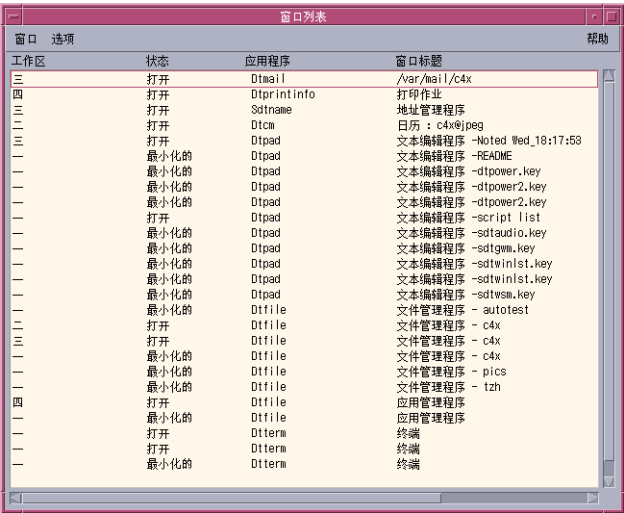 窗口列表
窗口 选项 帮助
工作区 状态 应用程序 窗口标题
三 打开 Dtmail /var/mail/c4x
四 打开 Dtprintinfo 打印作业
三 打开 Sdtname 地址管理程序
二 打开 Dtcm 日历 : c4x@jpeg
三 打开 Dtpad 文本编辑程序 -Noted Wed_18:17:53
一 最小化的 Dtpad 文本编辑程序 -README
一 最小化的 Dtpad 文本编辑程序 -dtpower.key
一 最小化的 Dtpad 文本编辑程序 -dtpower2.key
一 最小化的 Dtpad 文本编辑程序 -dtpower2.key
一 打开 Dtpad 文本编辑程序 -script list
一 最小化的 Dtpad 文本编辑程序 -sdtaudio.key
一 最小化的 Dtpad 文本编辑程序 -sdtgwm.key
一 最小化的 Dtpad 文本编辑程序 -sdtwinlst.key
一 最小化的 Dtpad 文本编辑程序 -sdtwinlst.key
一 最小化的 Dtpad 文本编辑程序 -sdtwsm.key
一 最小化的 Dtfile 文件管理程序 - autotest
二 打开 Dtfile 文件管理程序 - c4x
三 打开 Dtfile 文件管理程序 - c4x
一 最小化的 Dtfile 文件管理程序 - c4x
一 最小化的 Dtfile 文件管理程序 - pics
一 最小化的 Dtfile 文件管理程序 - tzh
四 打开 Dtfile 应用管理程序
一 最小化的 Dtfile 应用管理程序
一 打开 Dtterm 终端
一 打开 Dtterm 终端
一 最小化的 Dtterm 终端